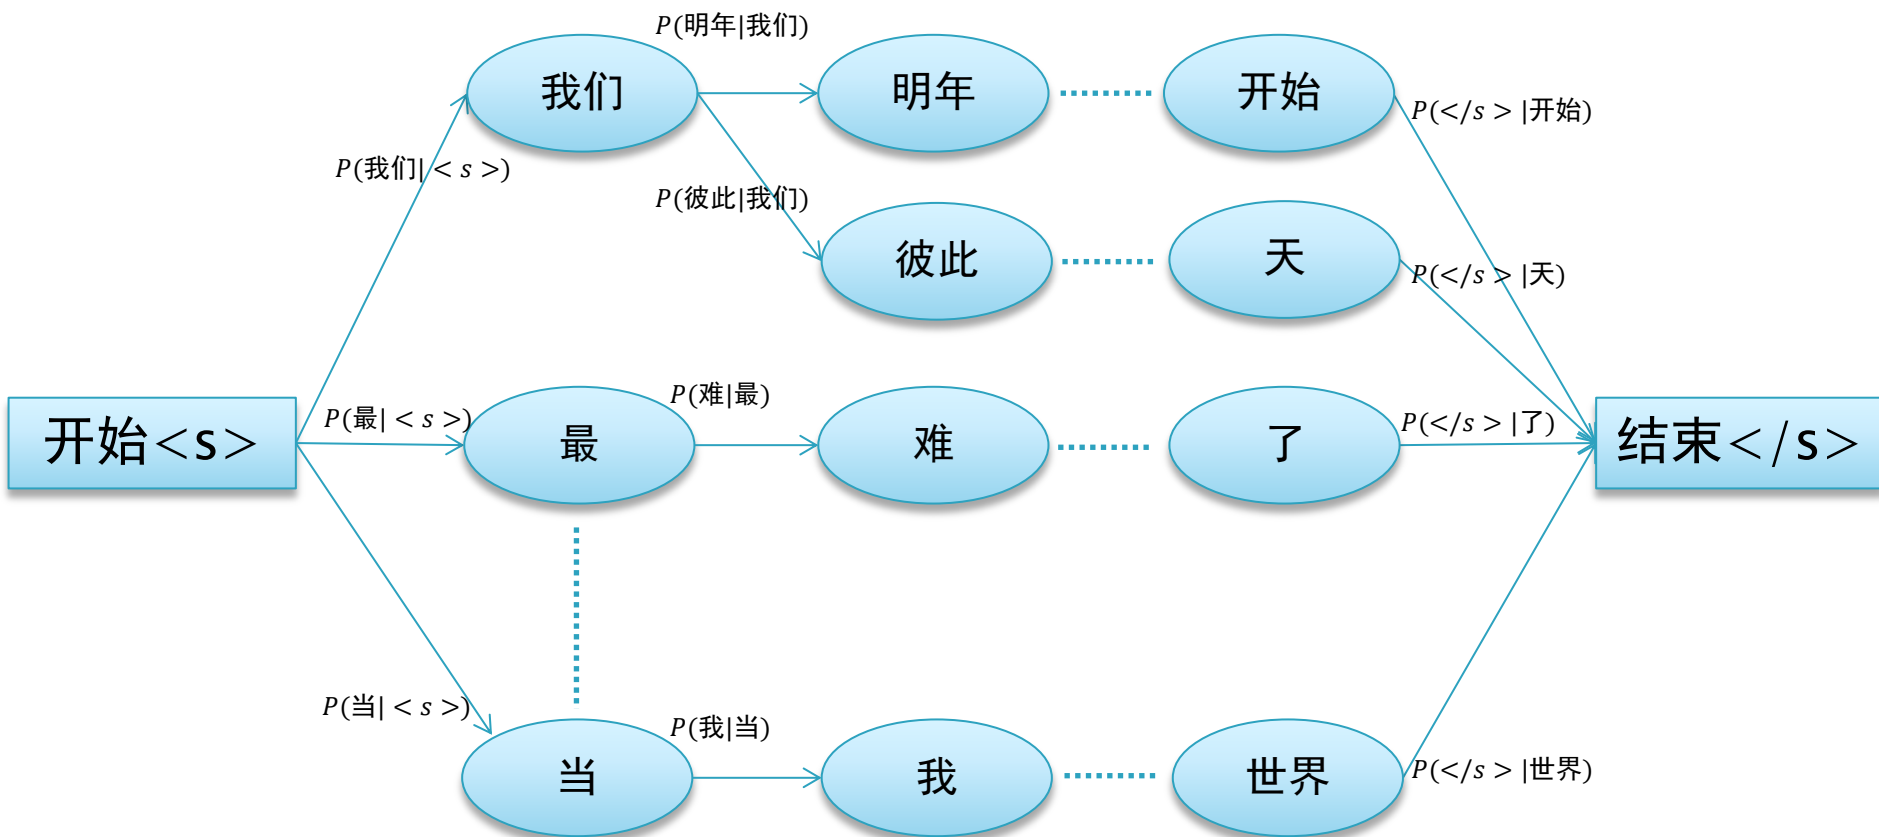 P(明年|我们)
我们
明年
开始
P(</s>|开始)
P(我们|<s>)
P(彼此|我们)
彼此
天
P(</s>|天)
开始<s>
P(最|<s>)
最
P(难|最)
难
了
P(</s>|了)
结束</s>
P(当|<s>)
当
P(我|当)
我
世界
P(</s>|世界)